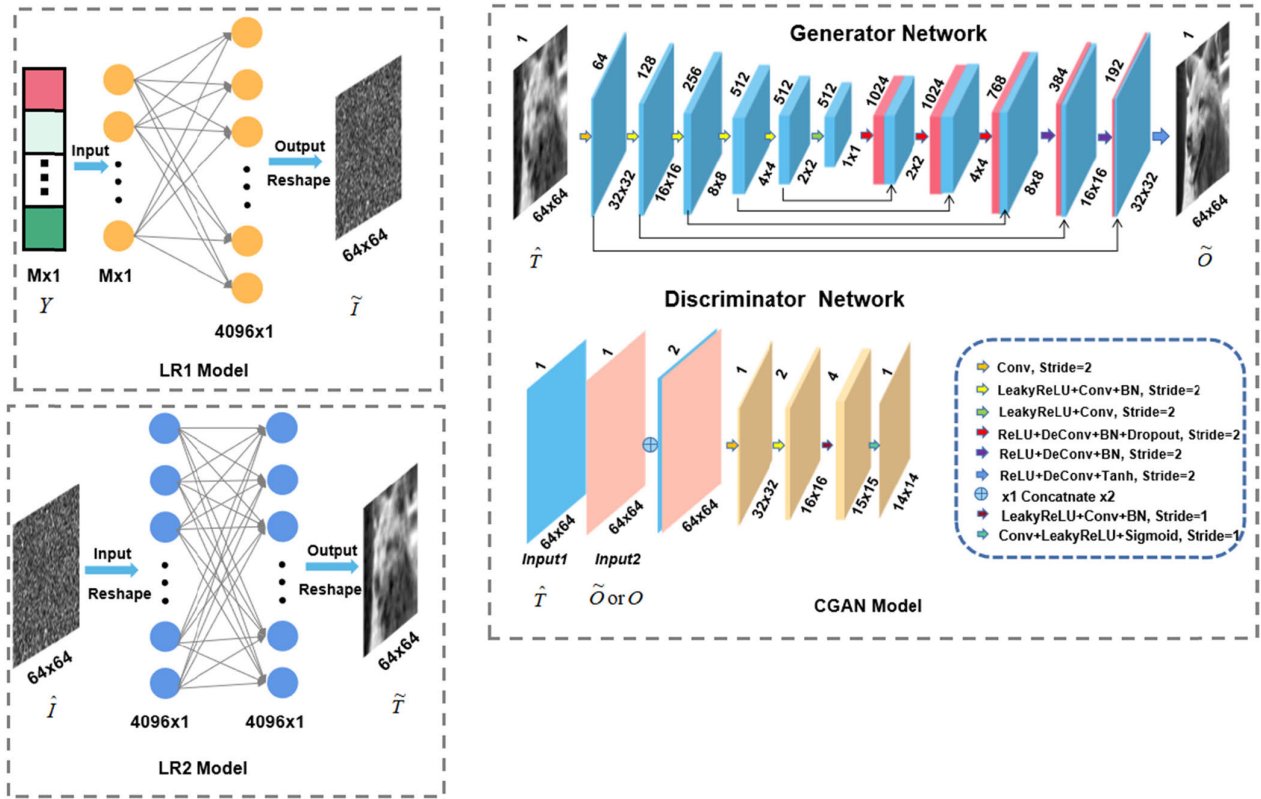 Mx1
Y
Input
Mx1
4096x1
Output
Reshape
64x64
Ĩ
LR1 Model
64x64
Î
Input
Reshape
4096x1
4096x1
Output
Reshape
64x64
T̃
LR2 Model
Generator Network
1
64x64
T̂
64
32x32
128
16x16
256
8x8
512
4x4
512
2x2
512
1x1
1024
2x2
1024
4x4
768
8x8
384
16x16
192
32x32
1
64x64
Õ
Discriminator Network
1
64x64
Input1
T̂
1
64x64
Input2
Õ or O
2
64x64
1
32x32
2
16x16
4
15x15
1
14x14
Conv, Stride=2
LeakyReLU+Conv+BN, Stride=2
LeakyReLU+Conv, Stride=2
ReLU+DeConv+BN+Dropout, Stride=2
ReLU+DeConv+BN, Stride=2
ReLU+DeConv+Tanh, Stride=2
x1 Concatnate x2
LeakyReLU+Conv+BN, Stride=1
Conv+LeakyReLU+Sigmoid, Stride=1
CGAN Model